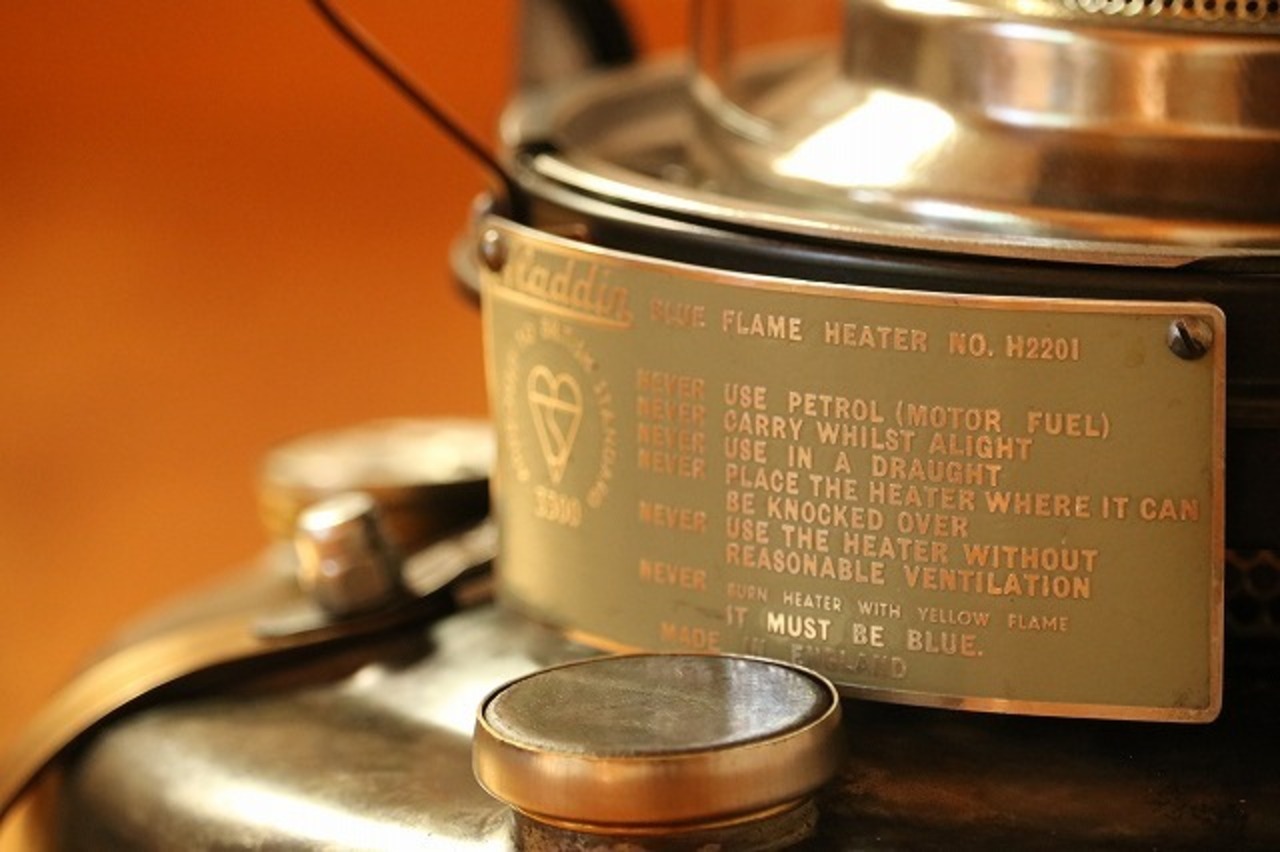 Aladdin BLUE FLAME HEATER NO. H2201
3300
NEVER USE PETROL (MOTOR FUEL)
NEVER CARRY WHILST ALIGHT
NEVER USE IN A DRAUGHT
NEVER PLACE THE HEATER WHERE IT CAN
BE KNOCKED OVER
NEVER USE THE HEATER WITHOUT
REASONABLE VENTILATION
NEVER BURN HEATER WITH YELLOW FLAME
IT MUST BE BLUE.
MADE IN ENGLAND